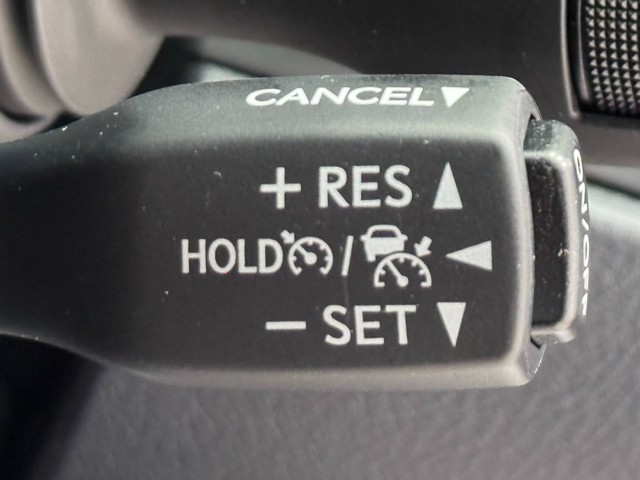 CANCEL▼
+ RES ▲
HOLD / ◀
− SET ▼
ON/OFF